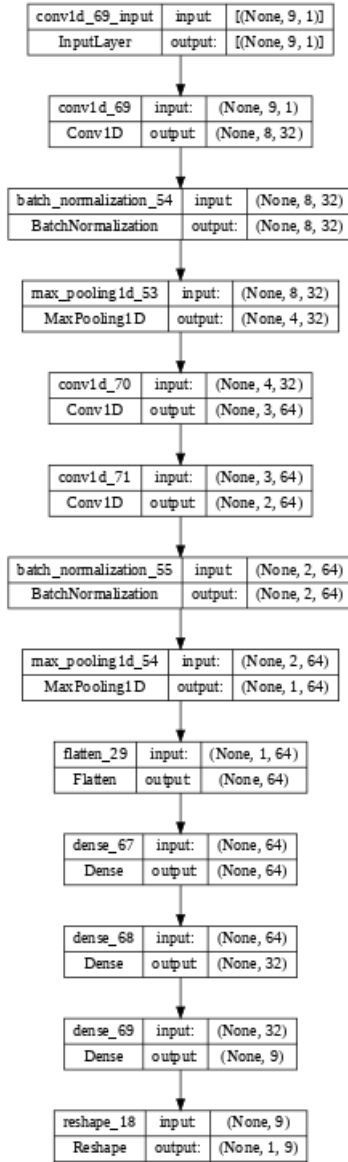 conv1d_69_input input: [(None, 9, 1)]
InputLayer output: [(None, 9, 1)]
conv1d_69 input: (None, 9, 1)
Conv1D output: (None, 8, 32)
batch_normalization_54 input: (None, 8, 32)
BatchNormalization output: (None, 8, 32)
max_pooling1d_53 input: (None, 8, 32)
MaxPooling1D output: (None, 4, 32)
conv1d_70 input: (None, 4, 32)
Conv1D output: (None, 3, 64)
conv1d_71 input: (None, 3, 64)
Conv1D output: (None, 2, 64)
batch_normalization_55 input: (None, 2, 64)
BatchNormalization output: (None, 2, 64)
max_pooling1d_54 input: (None, 2, 64)
MaxPooling1D output: (None, 1, 64)
flatten_29 input: (None, 1, 64)
Flatten output: (None, 64)
dense_67 input: (None, 64)
Dense output: (None, 64)
dense_68 input: (None, 64)
Dense output: (None, 32)
dense_69 input: (None, 32)
Dense output: (None, 9)
reshape_18 input: (None, 9)
Reshape output: (None, 1, 9)